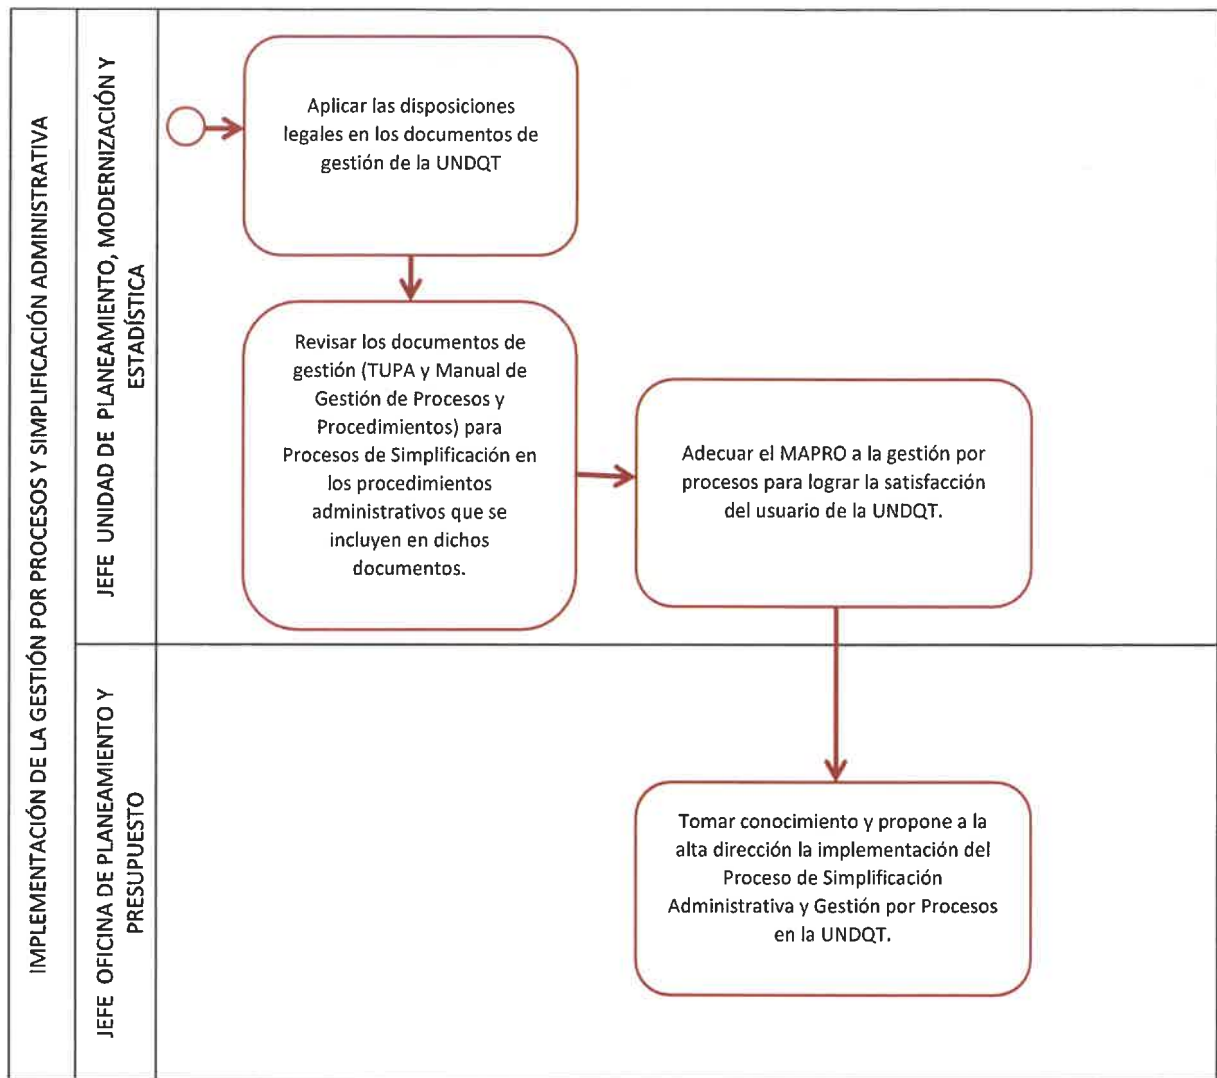 IMPLEMENTACIÓN DE LA GESTIÓN POR PROCESOS Y SIMPLIFICACIÓN ADMINISTRATIVA
JEFE UNIDAD DE PLANEAMIENTO, MODERNIZACIÓN Y
ESTADÍSTICA
Aplicar las disposiciones
legales en los documentos de
gestión de la UNDQT
Revisar los documentos de
gestión (TUPA y Manual de
Gestión de Procesos y
Procedimientos) para
Procesos de Simplificación en
los procedimientos
administrativos que se
incluyen en dichos
documentos.
Adecuar el MAPRO a la gestión por
procesos para lograr la satisfacción
del usuario de la UNDQT.
JEFE OFICINA DE PLANEAMIENTO Y
PRESUPUESTO
Tomar conocimiento y propone a la
alta dirección la implementación del
Proceso de Simplificación
Administrativa y Gestión por Procesos
en la UNDQT.